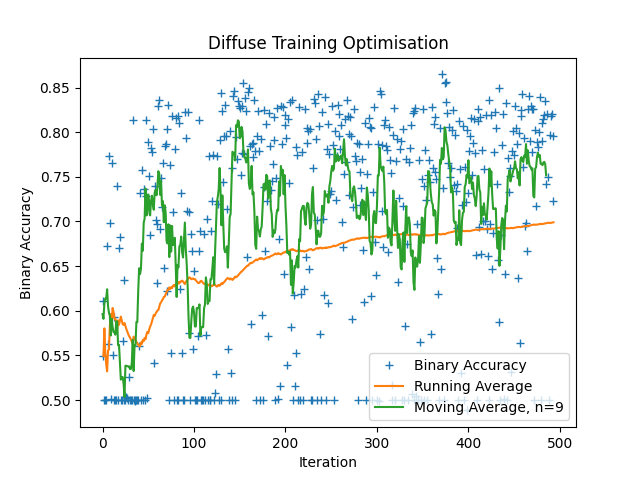 Diffuse Training Optimisation
Binary Accuracy
0.85
0.80
0.75
0.70
0.65
0.60
0.55
0.50
0
100
200
300
400
500
Iteration
Binary Accuracy
Running Average
Moving Average, n=9